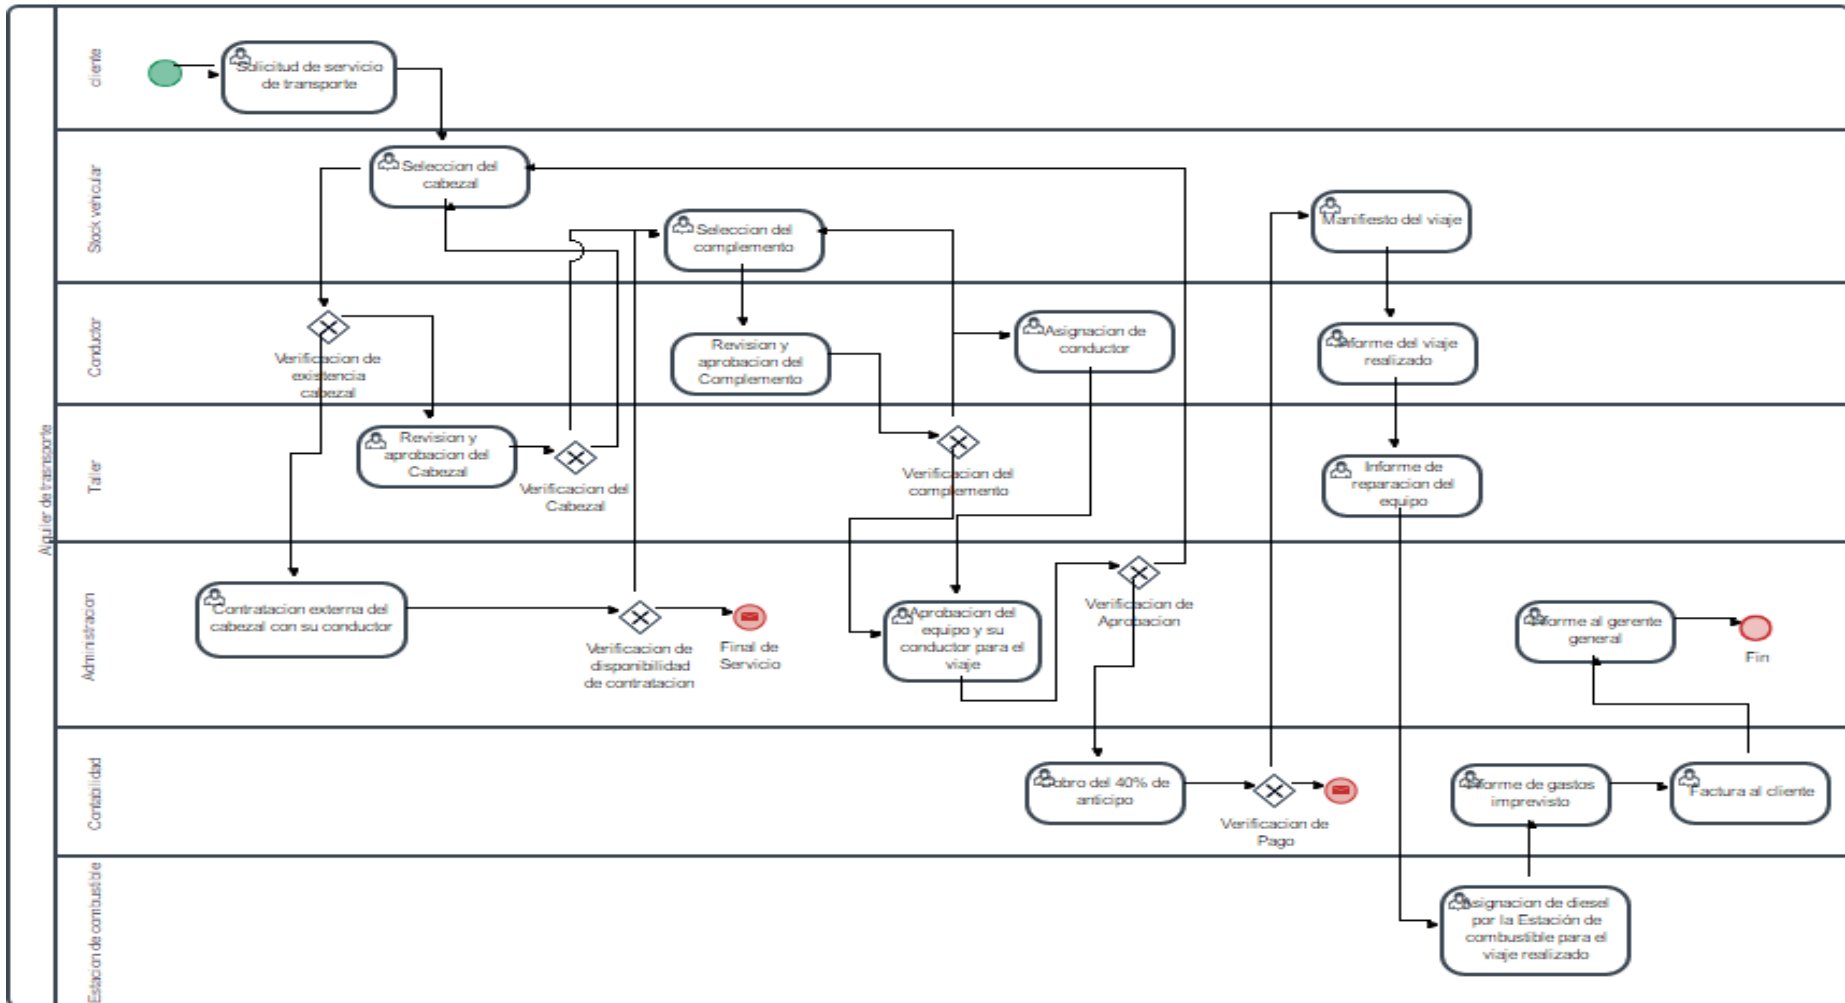 Alquiler de trasnporte
cliente
Solicitud de servicio
de transporte
Stock vehicular
Seleccion del
cabezal
Seleccion del
complemento
Manifiesto del viaje
Conductor
Verificacion de
existencia
cabezal
Revision y
aprobacion del
Complemento
Asignacion de
conductor
Informe del viaje
realizado
Taller
Revision y
aprobacion del
Cabezal
Verificacion del
Cabezal
Verificacion del
complemento
Informe de
reparacion del
equipo
Administracion
Contratacion externa del
cabezal con su conductor
Verificacion de
disponibilidad
de contratacion
Final de
Servicio
Aprobacion del
equipo y su
conductor para el
viaje
Verificacion de
Aprobacion
Informe al gerente
general
Fin
Contabilidad
Cobro del 40% de
anticipo
Verificacion de
Pago
Informe de gastos
imprevisto
Factura al cliente
Estacion de combustible
Asignacion de diesel
por la Estación de
combustible para el
viaje realizado